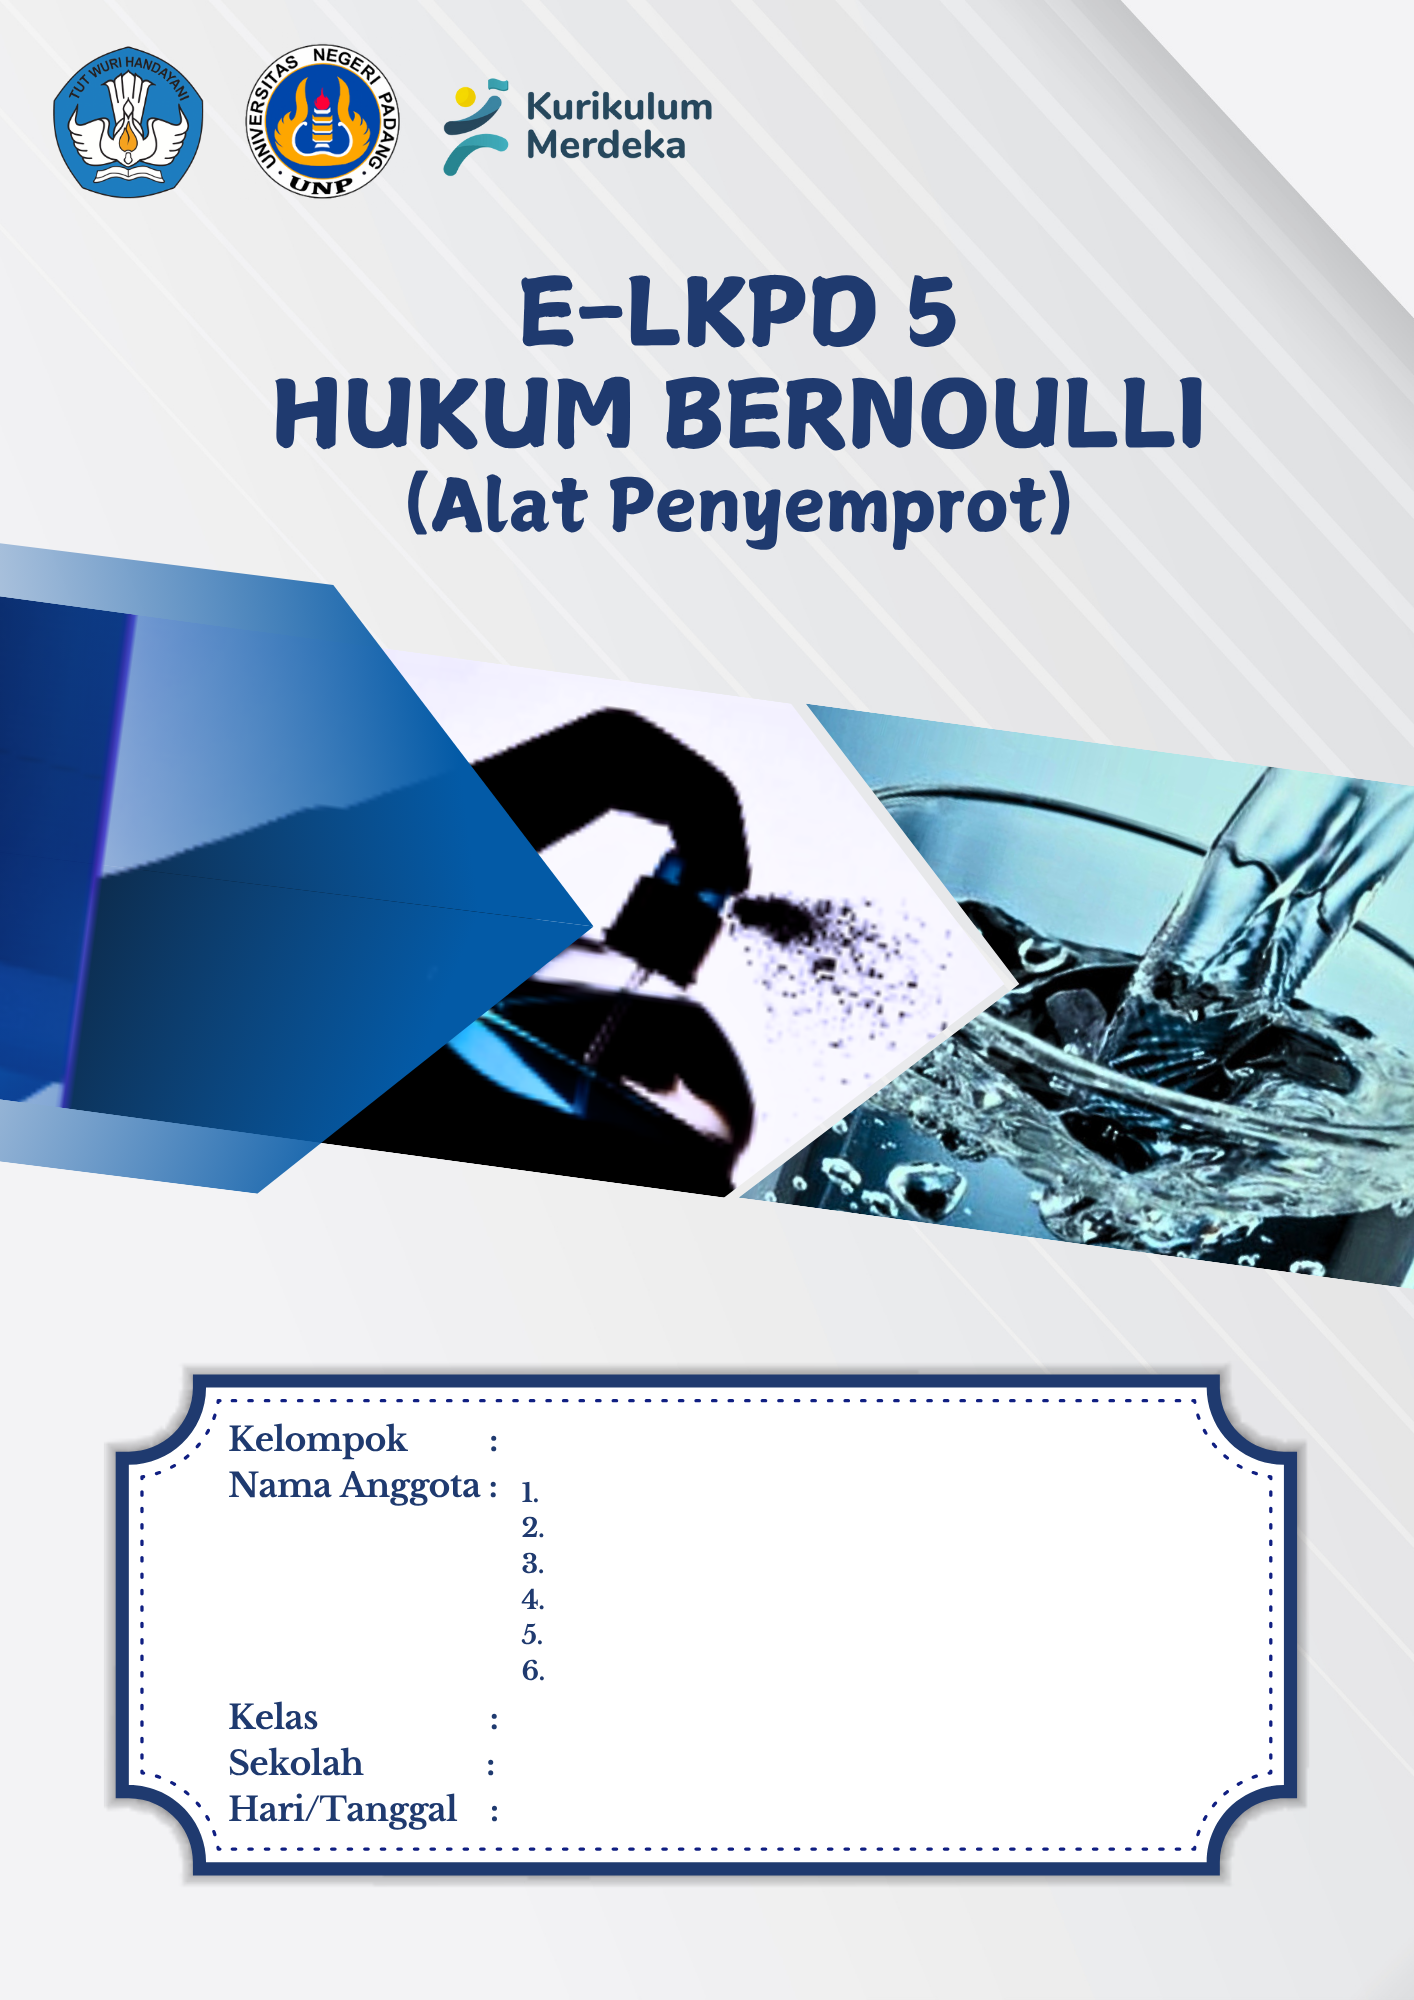 TUT WURI HANDAYANI
UNIVERSITAS NEGERI PADANG
UNP
Kurikulum
Merdeka
E-LKPD 5
HUKUM BERNOULLI
(Alat Penyemprot)
Kelompok :
Nama Anggota : 1.
2.
3.
4.
5.
6.
Kelas :
Sekolah :
Hari/Tanggal :